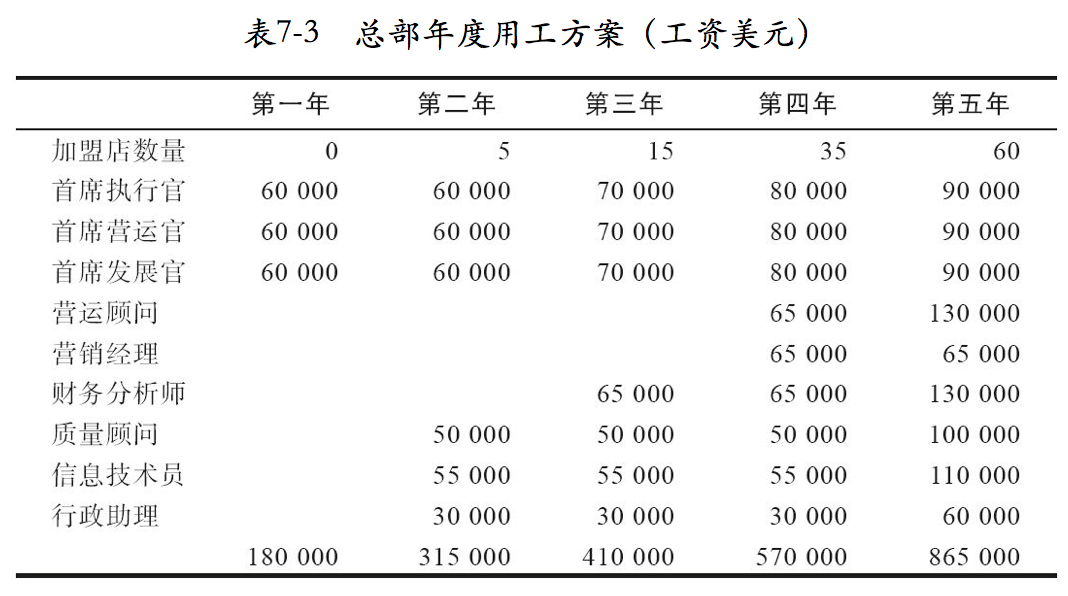 表7-3 总部年度用工方案（工资美元）
第一年 第二年 第三年 第四年 第五年
加盟店数量 0 5 15 35 60
首席执行官 60 000 60 000 70 000 80 000 90 000
首席营运官 60 000 60 000 70 000 80 000 90 000
首席发展官 60 000 60 000 70 000 80 000 90 000
营运顾问 65 000 130 000
营销经理 65 000 65 000
财务分析师 65 000 65 000 130 000
质量顾问 50 000 50 000 50 000 100 000
信息技术员 55 000 55 000 55 000 110 000
行政助理 30 000 30 000 30 000 60 000
180 000 315 000 410 000 570 000 865 000